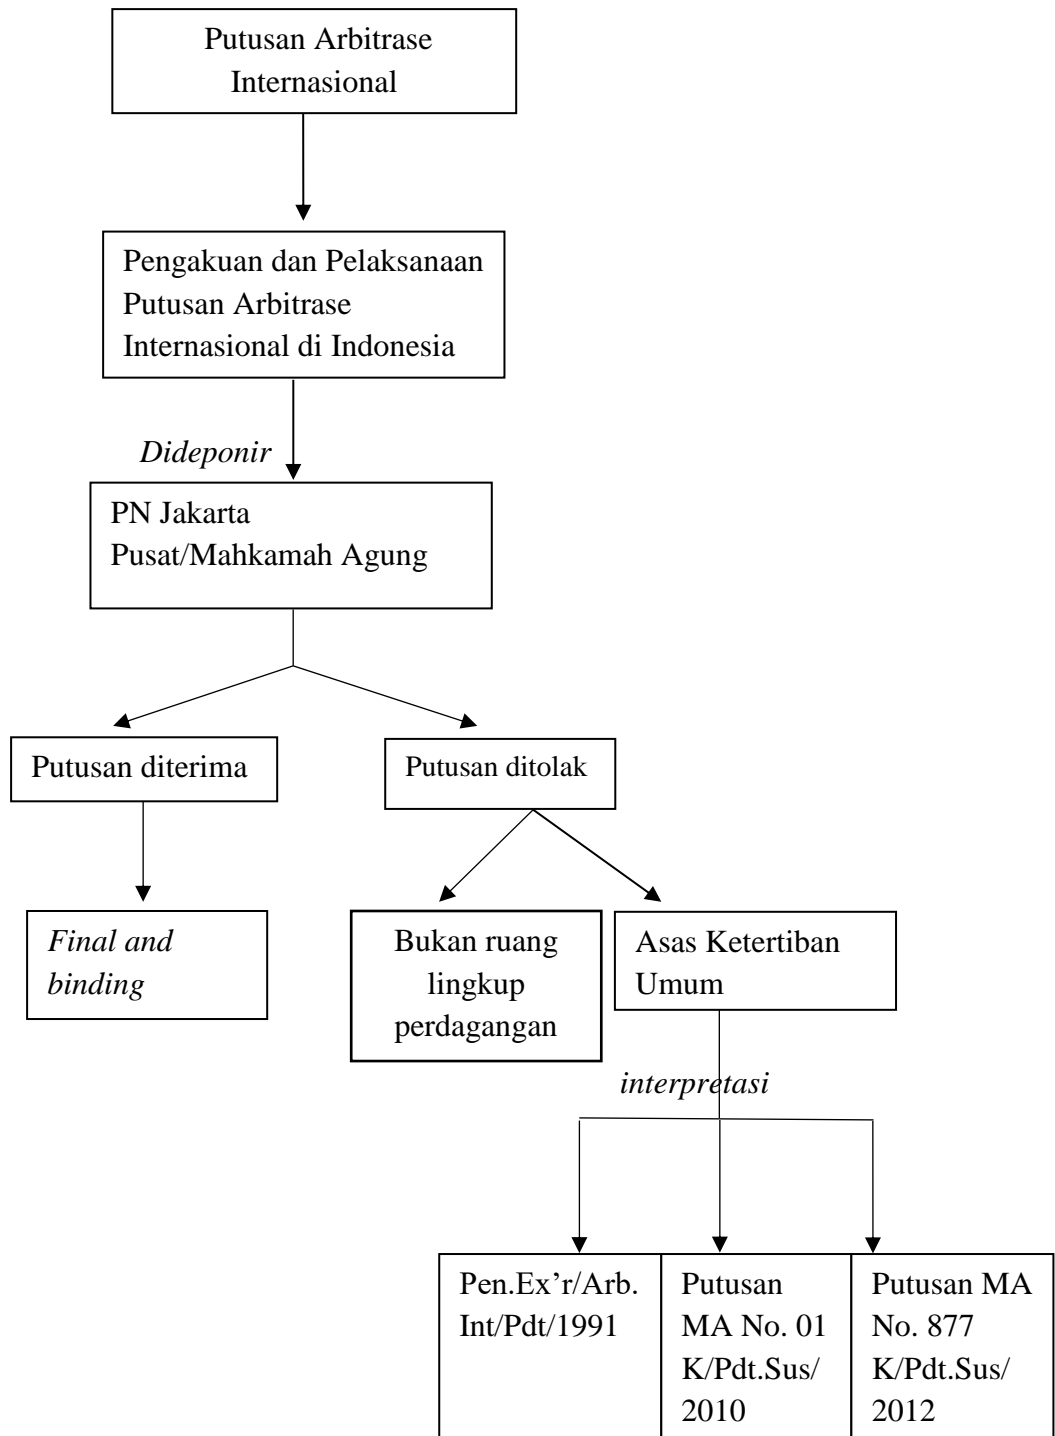 Putusan Arbitrase
Internasional
Pengakuan dan Pelaksanaan
Putusan Arbitrase
Internasional di Indonesia
Dideponir
PN Jakarta
Pusat/Mahkamah Agung
Putusan diterima
Putusan ditolak
Final and
binding
Bukan ruang
lingkup
perdagangan
Asas Ketertiban
Umum
interpretasi
Pen.Ex’r/Arb.
Int/Pdt/1991
Putusan
MA No. 01
K/Pdt.Sus/
2010
Putusan MA
No. 877
K/Pdt.Sus/
2012